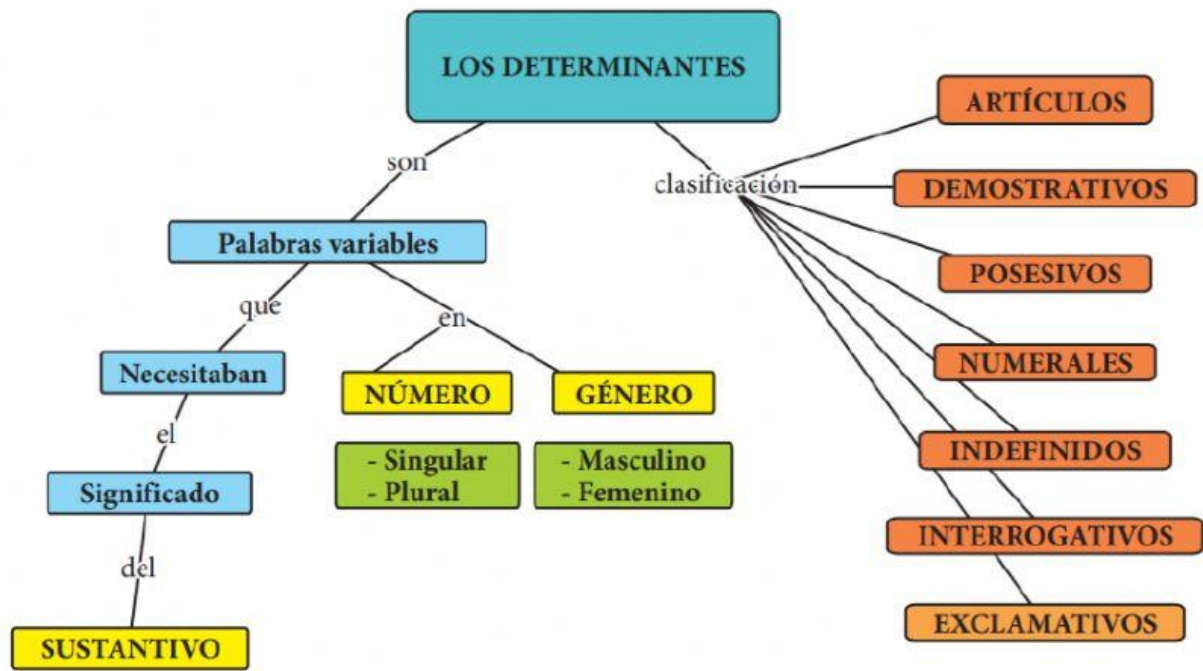 LOS DETERMINANTES
son
Palabras variables
que
Necesitaban
el
Significado
del
SUSTANTIVO
en
NÚMERO
- Singular
- Plural
GÉNERO
- Masculino
- Femenino
clasificación
ARTÍCULOS
DEMOSTRATIVOS
POSESIVOS
NUMERALES
INDEFINIDOS
INTERROGATIVOS
EXCLAMATIVOS